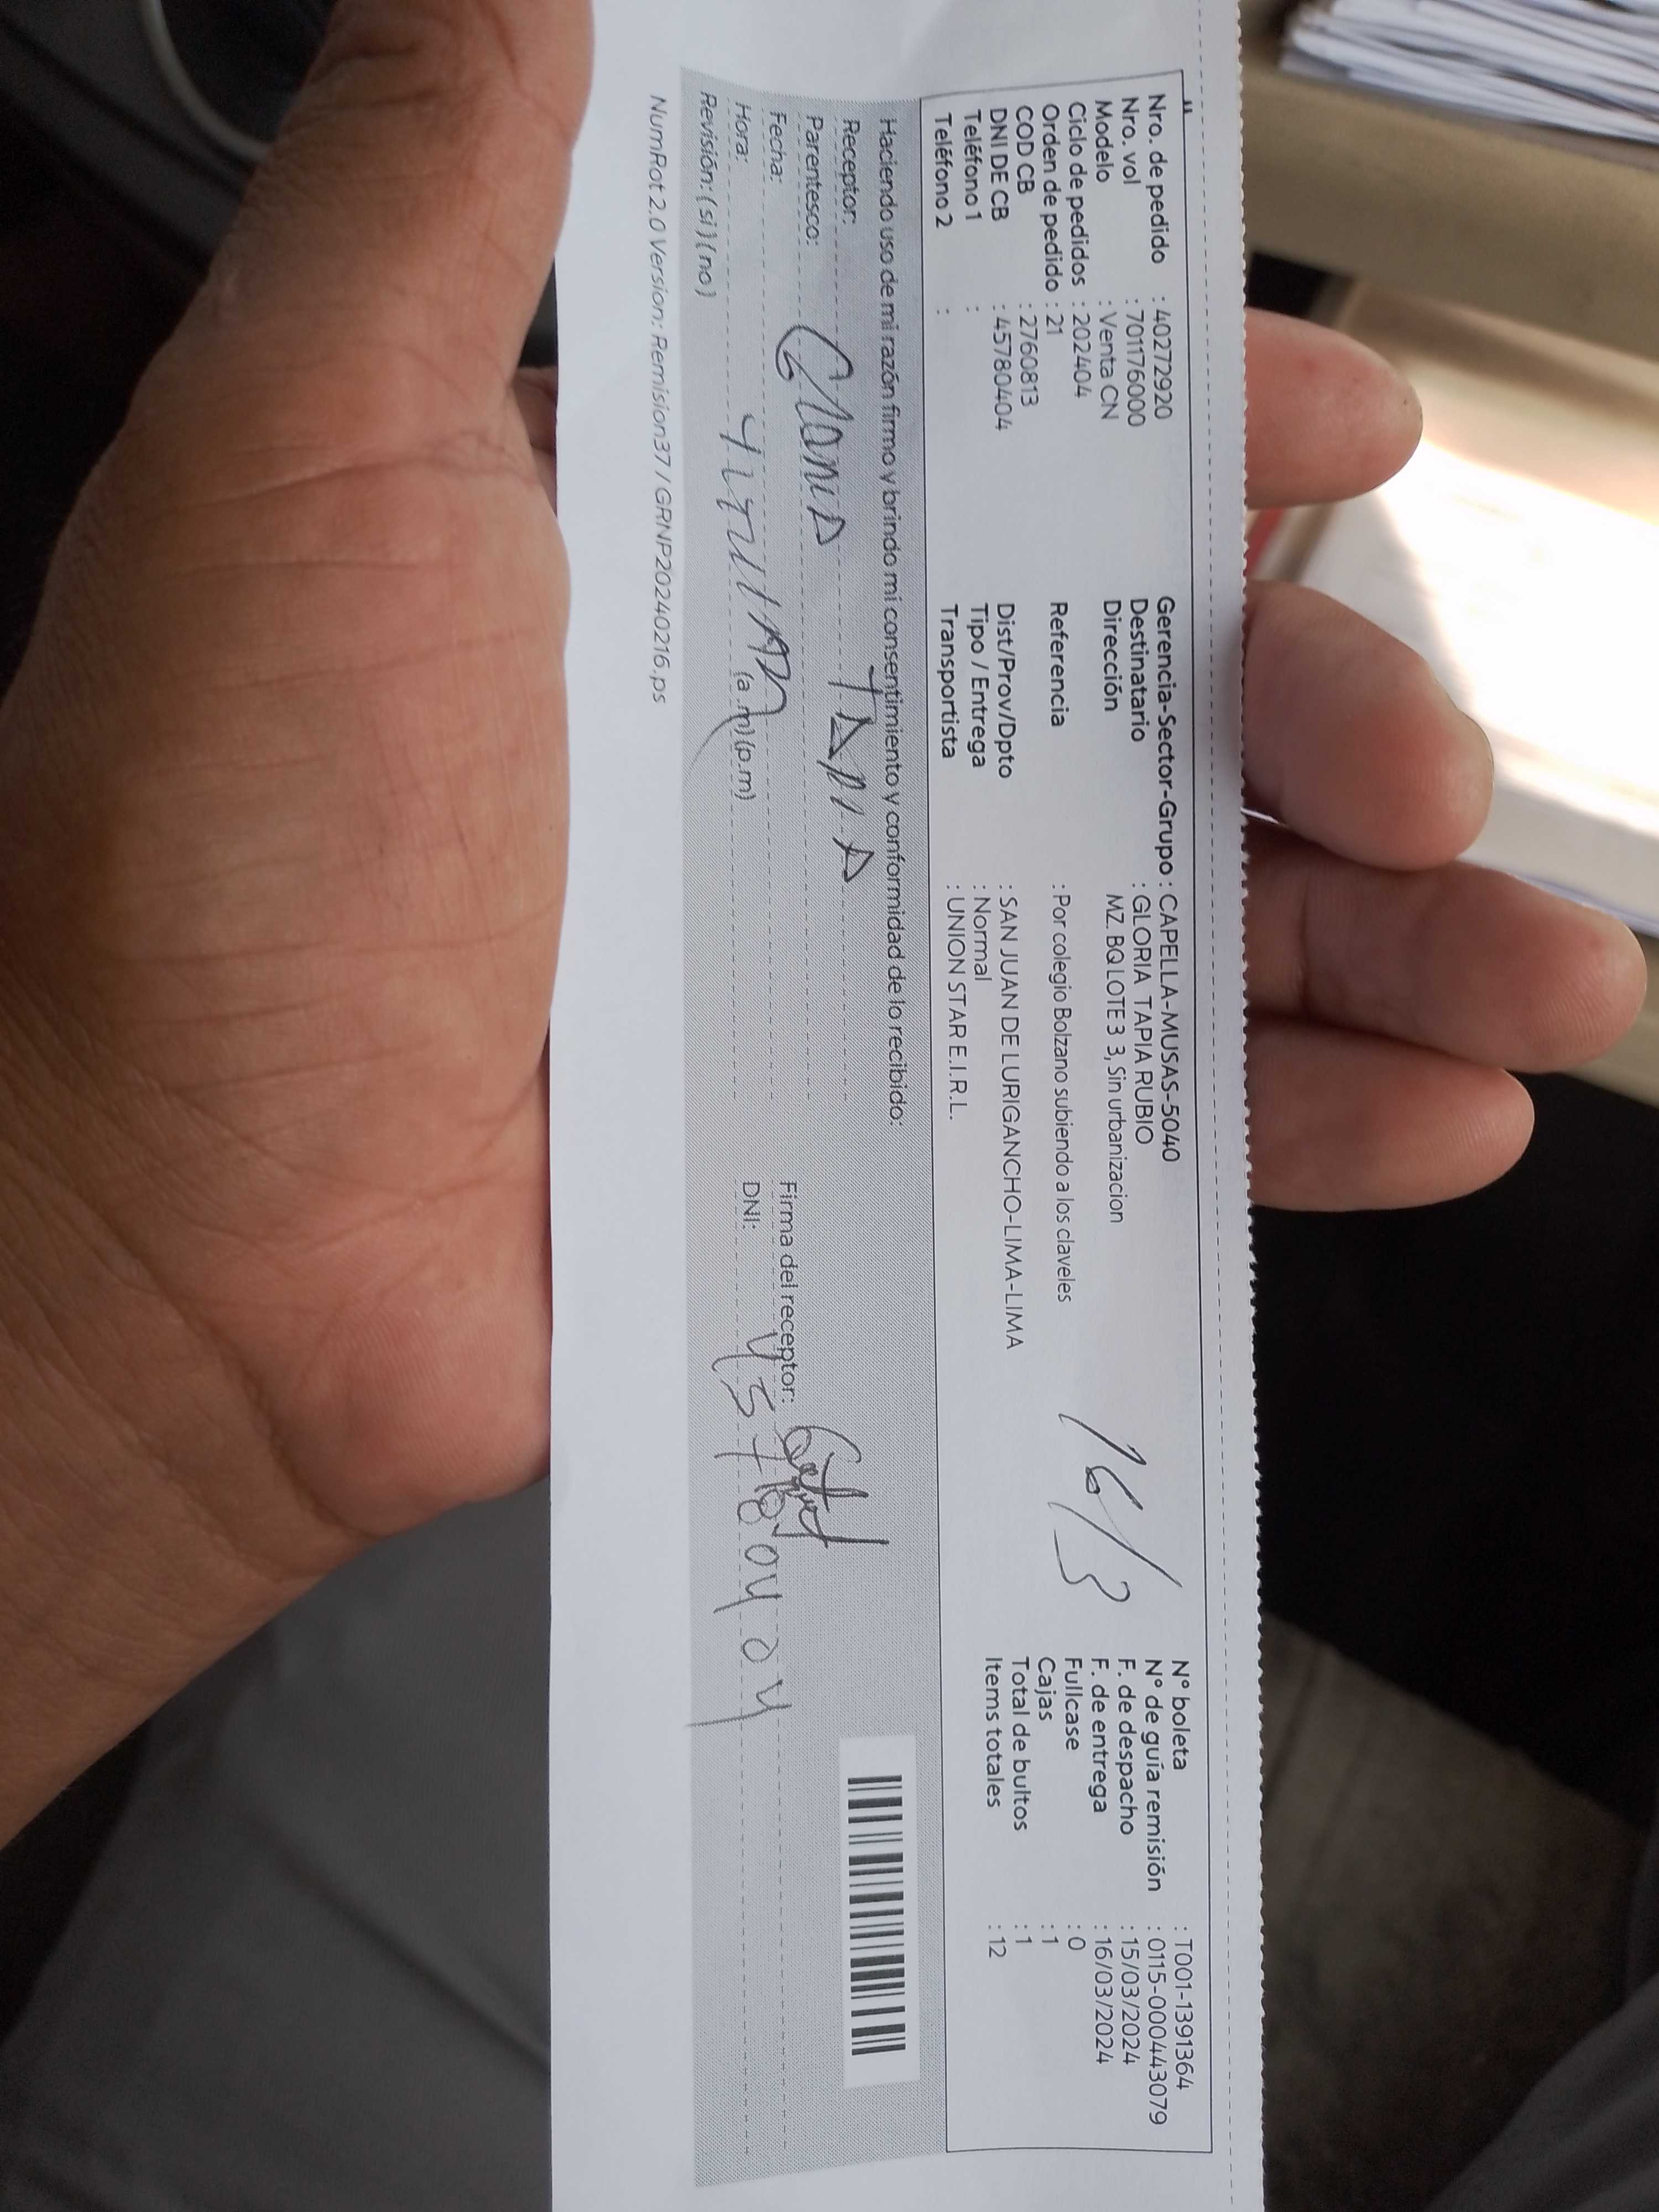 Nro. de pedido : 40272920
Nro. vol : 701176000
Modelo : Venta CN
Ciclo de pedidos : 202404
Orden de pedido : 21
COD CB : 2760813
DNI DE CB : 45780404
Teléfono 1 :
Teléfono 2 :
Gerencia-Sector-Grupo : CAPELLA-MUSAS-5040
Destinatario : GLORIA TAPIA RUBIO
Dirección MZ. BQ LOTE 3 3, Sin urbanizacion
Referencia : Por colegio Bolzano subiendo a los claveles
Dist/Prov/Dpto : SAN JUAN DE LURIGANCHO-LIMA-LIMA
Tipo / Entrega : Normal
Transportista : UNION STAR E.I.R.L.
16/3
N° boleta : T001-1391364
N° de guía remisión : 0115-000443079
F. de despacho : 15/03/2024
F. de entrega : 16/03/2024
Fullcase : 0
Cajas : 1
Total de bultos : 1
Items totales : 12
Haciendo uso de mi razón firmo y brindo mi consentimiento y conformidad de lo recibido:
Receptor: Gloria TAPIA
Parentesco:
Fecha:
Hora: (a.m) (p.m)
Revisión: (si) (no)
Firma del receptor:
DNI: 45780404
NumRot 2.0 Version: Remision37 / GRNP20240216.ps